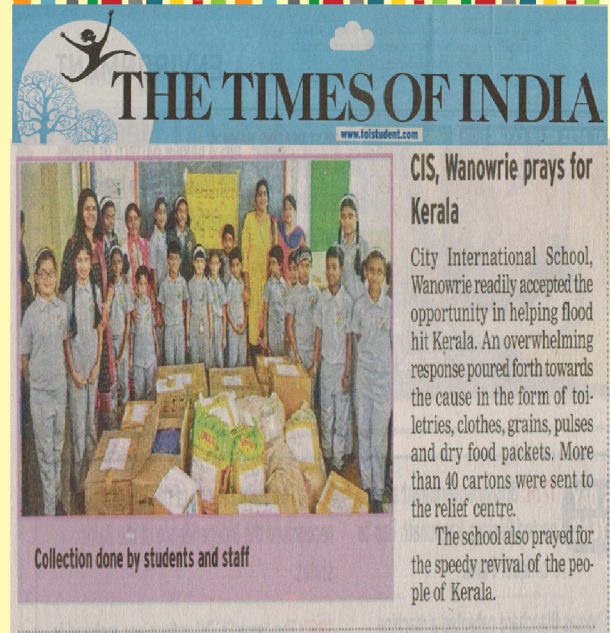 THE TIMES OF INDIA
www.toistudent.com
CIS, Wanowrie prays for
Kerala
City International School,
Wanowrie readily accepted the
opportunity in helping flood
hit Kerala. An overwhelming
response poured forth towards
the cause in the form of toi-
letries, clothes, grains, pulses
and dry food packets. More
than 40 cartons were sent to
the relief centre.
The school also prayed for
the speedy revival of the peo-
ple of Kerala.
Collection done by students and staff